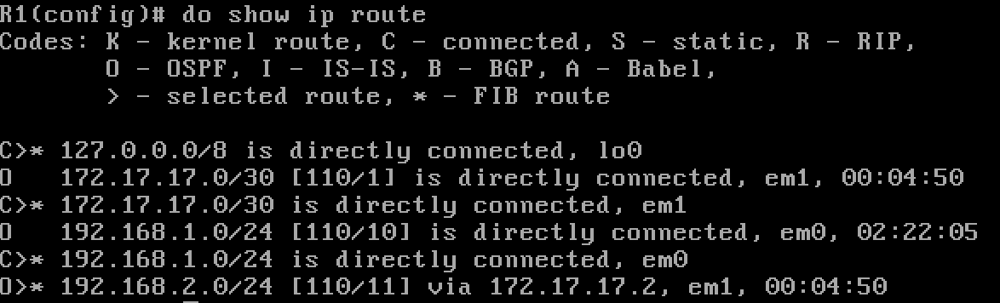 R1(config)# do show ip route
Codes: K - kernel route, C - connected, S - static, R - RIP,
       O - OSPF, I - IS-IS, B - BGP, A - Babel,
       > - selected route, * - FIB route

C>* 127.0.0.0/8 is directly connected, lo0
O   172.17.17.0/30 [110/1] is directly connected, em1, 00:04:50
C>* 172.17.17.0/30 is directly connected, em1
O   192.168.1.0/24 [110/10] is directly connected, em0, 02:22:05
C>* 192.168.1.0/24 is directly connected, em0
O>* 192.168.2.0/24 [110/11] via 172.17.17.2, em1, 00:04:50